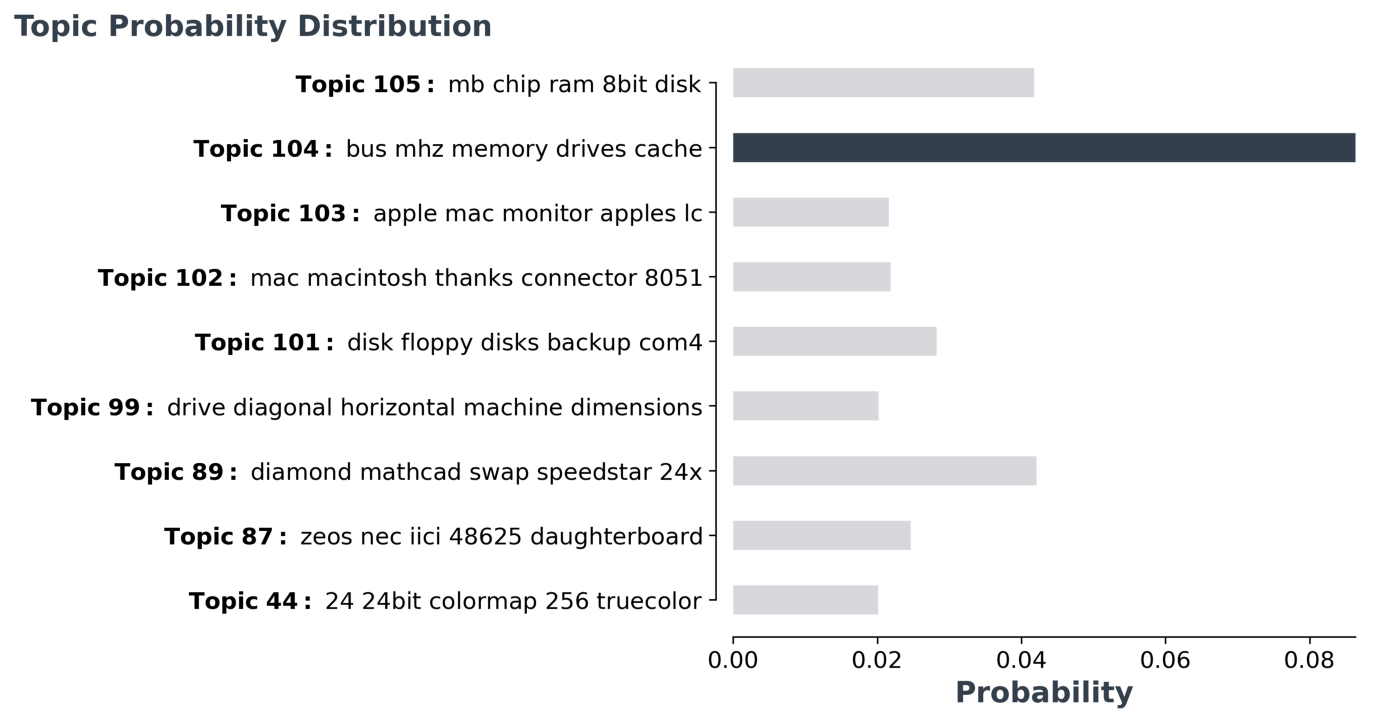 Topic Probability Distribution
Topic 105: mb chip ram 8bit disk
Topic 104: bus mhz memory drives cache
Topic 103: apple mac monitor apples lc
Topic 102: mac macintosh thanks connector 8051
Topic 101: disk floppy disks backup com4
Topic 99: drive diagonal horizontal machine dimensions
Topic 89: diamond mathcad swap speedstar 24x
Topic 87: zeos nec iici 48625 daughterboard
Topic 44: 24 24bit colormap 256 truecolor
0.00 0.02 0.04 0.06 0.08
Probability